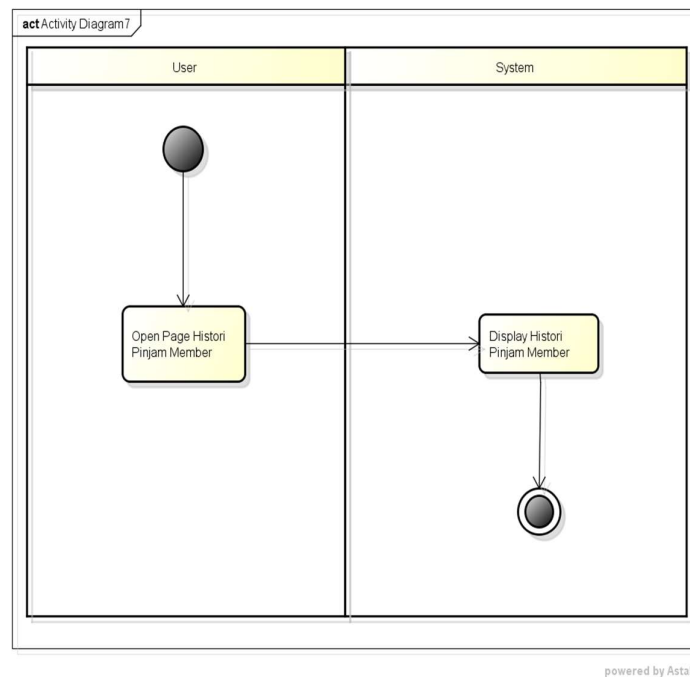 act Activity Diagram7
User
System
Open Page Histori
Pinjam Member
Display Histori
Pinjam Member
powered by Asta